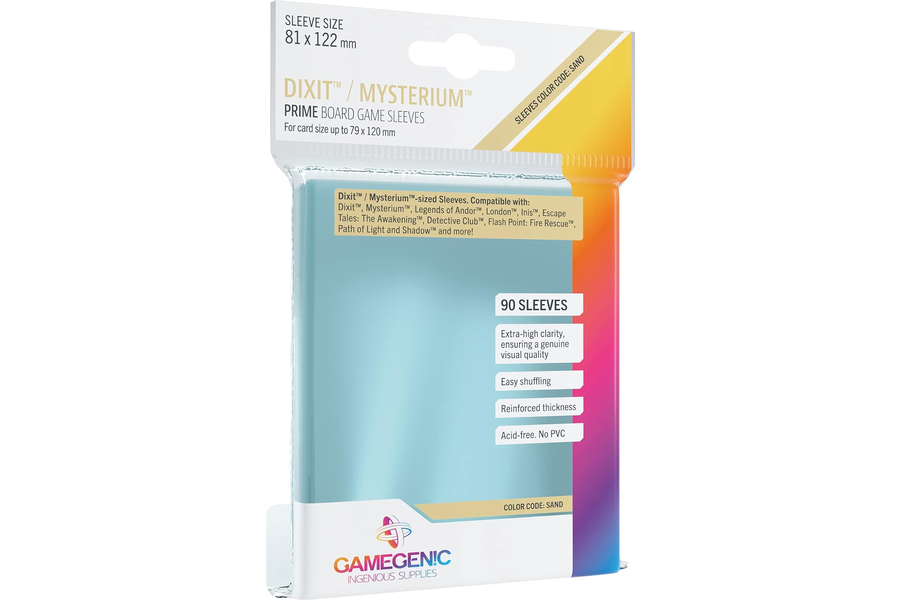 SLEEVE SIZE
81 x 122 mm
SLEEVES COLOR CODE: SAND
DIXIT™ / MYSTERIUM™
PRIME BOARD GAME SLEEVES
For card size up to 79 x 120 mm
Dixit™ / Mysterium™-sized Sleeves. Compatible with:
Dixit™, Mysterium™, Legends of Andor™, London™, Inis™, Escape
Tales: The Awakening™, Detective Club™, Flash Point: Fire Rescue™,
Path of Light and Shadow™ and more!
90 SLEEVES
Extra-high clarity,
ensuring a genuine
visual quality
Easy shuffling
Reinforced thickness
Acid-free. No PVC
COLOR CODE: SAND
GAMEGEN!C
INGENIOUS SUPPLIES